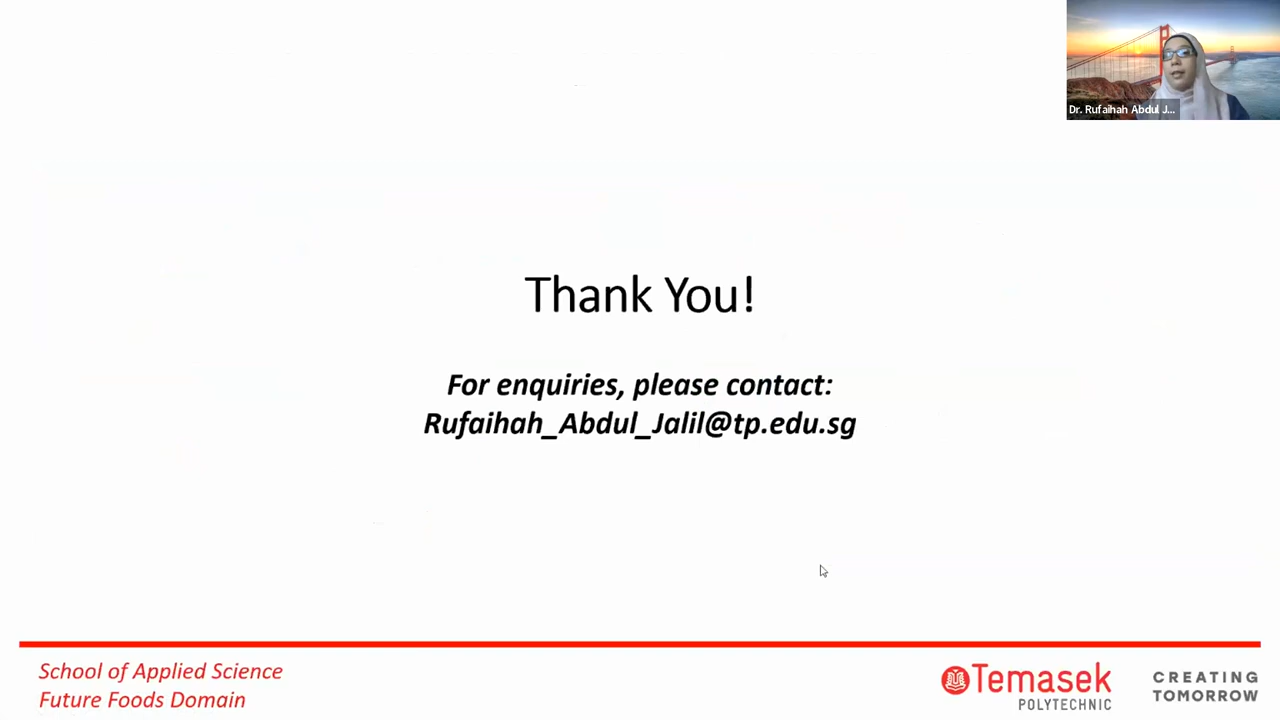 Dr. Rufaihah Abdul J...
Thank You!
For enquiries, please contact:
Rufaihah_Abdul_Jalil@tp.edu.sg
School of Applied Science
Future Foods Domain
Temasek
POLYTECHNIC
CREATING
TOMORROW